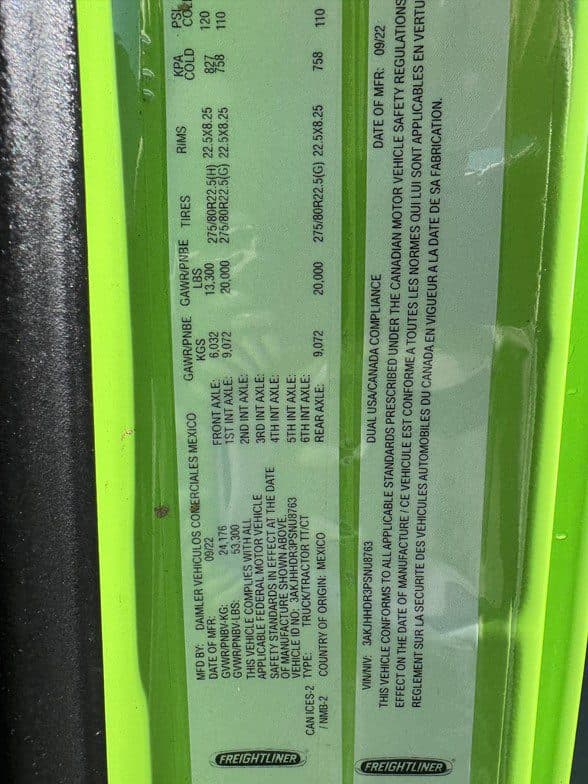 FREIGHTLINER
MFD BY: DAIMLER VEHICULOS COMERCIALES MEXICO
DATE OF MFR: 09/22
GVWR/PNBV-KG: 24,176
GVWR/PNBV-LBS: 53,300
THIS VEHICLE COMPLIES WITH ALL
APPLICABLE FEDERAL MOTOR VEHICLE
SAFETY STANDARDS IN EFFECT AT THE DATE
OF MANUFACTURE SHOWN ABOVE.
VEHICLE ID NO: 3AKJHHDR3PSNU8763
CAN ICES-2 TYPE: TRUCK/TRACTOR TT/CT
/ NMB-2 COUNTRY OF ORIGIN: MEXICO
GAWR/PNBE GAWR/PNBE TIRES RIMS KPA PSI
KGS LBS COLD COLD
FRONT AXLE: 6,032 13,300 275/80R22.5(H) 22.5X8.25 827 120
1ST INT AXLE: 9,072 20,000 275/80R22.5(G) 22.5X8.25 758 110
2ND INT AXLE:
3RD INT AXLE:
4TH INT AXLE:
5TH INT AXLE:
6TH INT AXLE:
REAR AXLE: 9,072 20,000 275/80R22.5(G) 22.5X8.25 758 110
FREIGHTLINER
VIN/NIV: 3AKJHHDR3PSNU8763 DUAL USA/CANADA COMPLIANCE DATE OF MFR: 09/22
THIS VEHICLE CONFORMS TO ALL APPLICABLE STANDARDS PRESCRIBED UNDER THE CANADIAN MOTOR VEHICLE SAFETY REGULATIONS
EFFECT ON THE DATE OF MANUFACTURE / CE VEHICULE EST CONFORME A TOUTES LES NORMES QUI LUI SONT APPLICABLES EN VERTU
REGLEMENT SUR LA SECURITE DES VEHICULES AUTOMOBILES DU CANADA EN VIGUEUR A LA DATE DE SA FABRICATION.